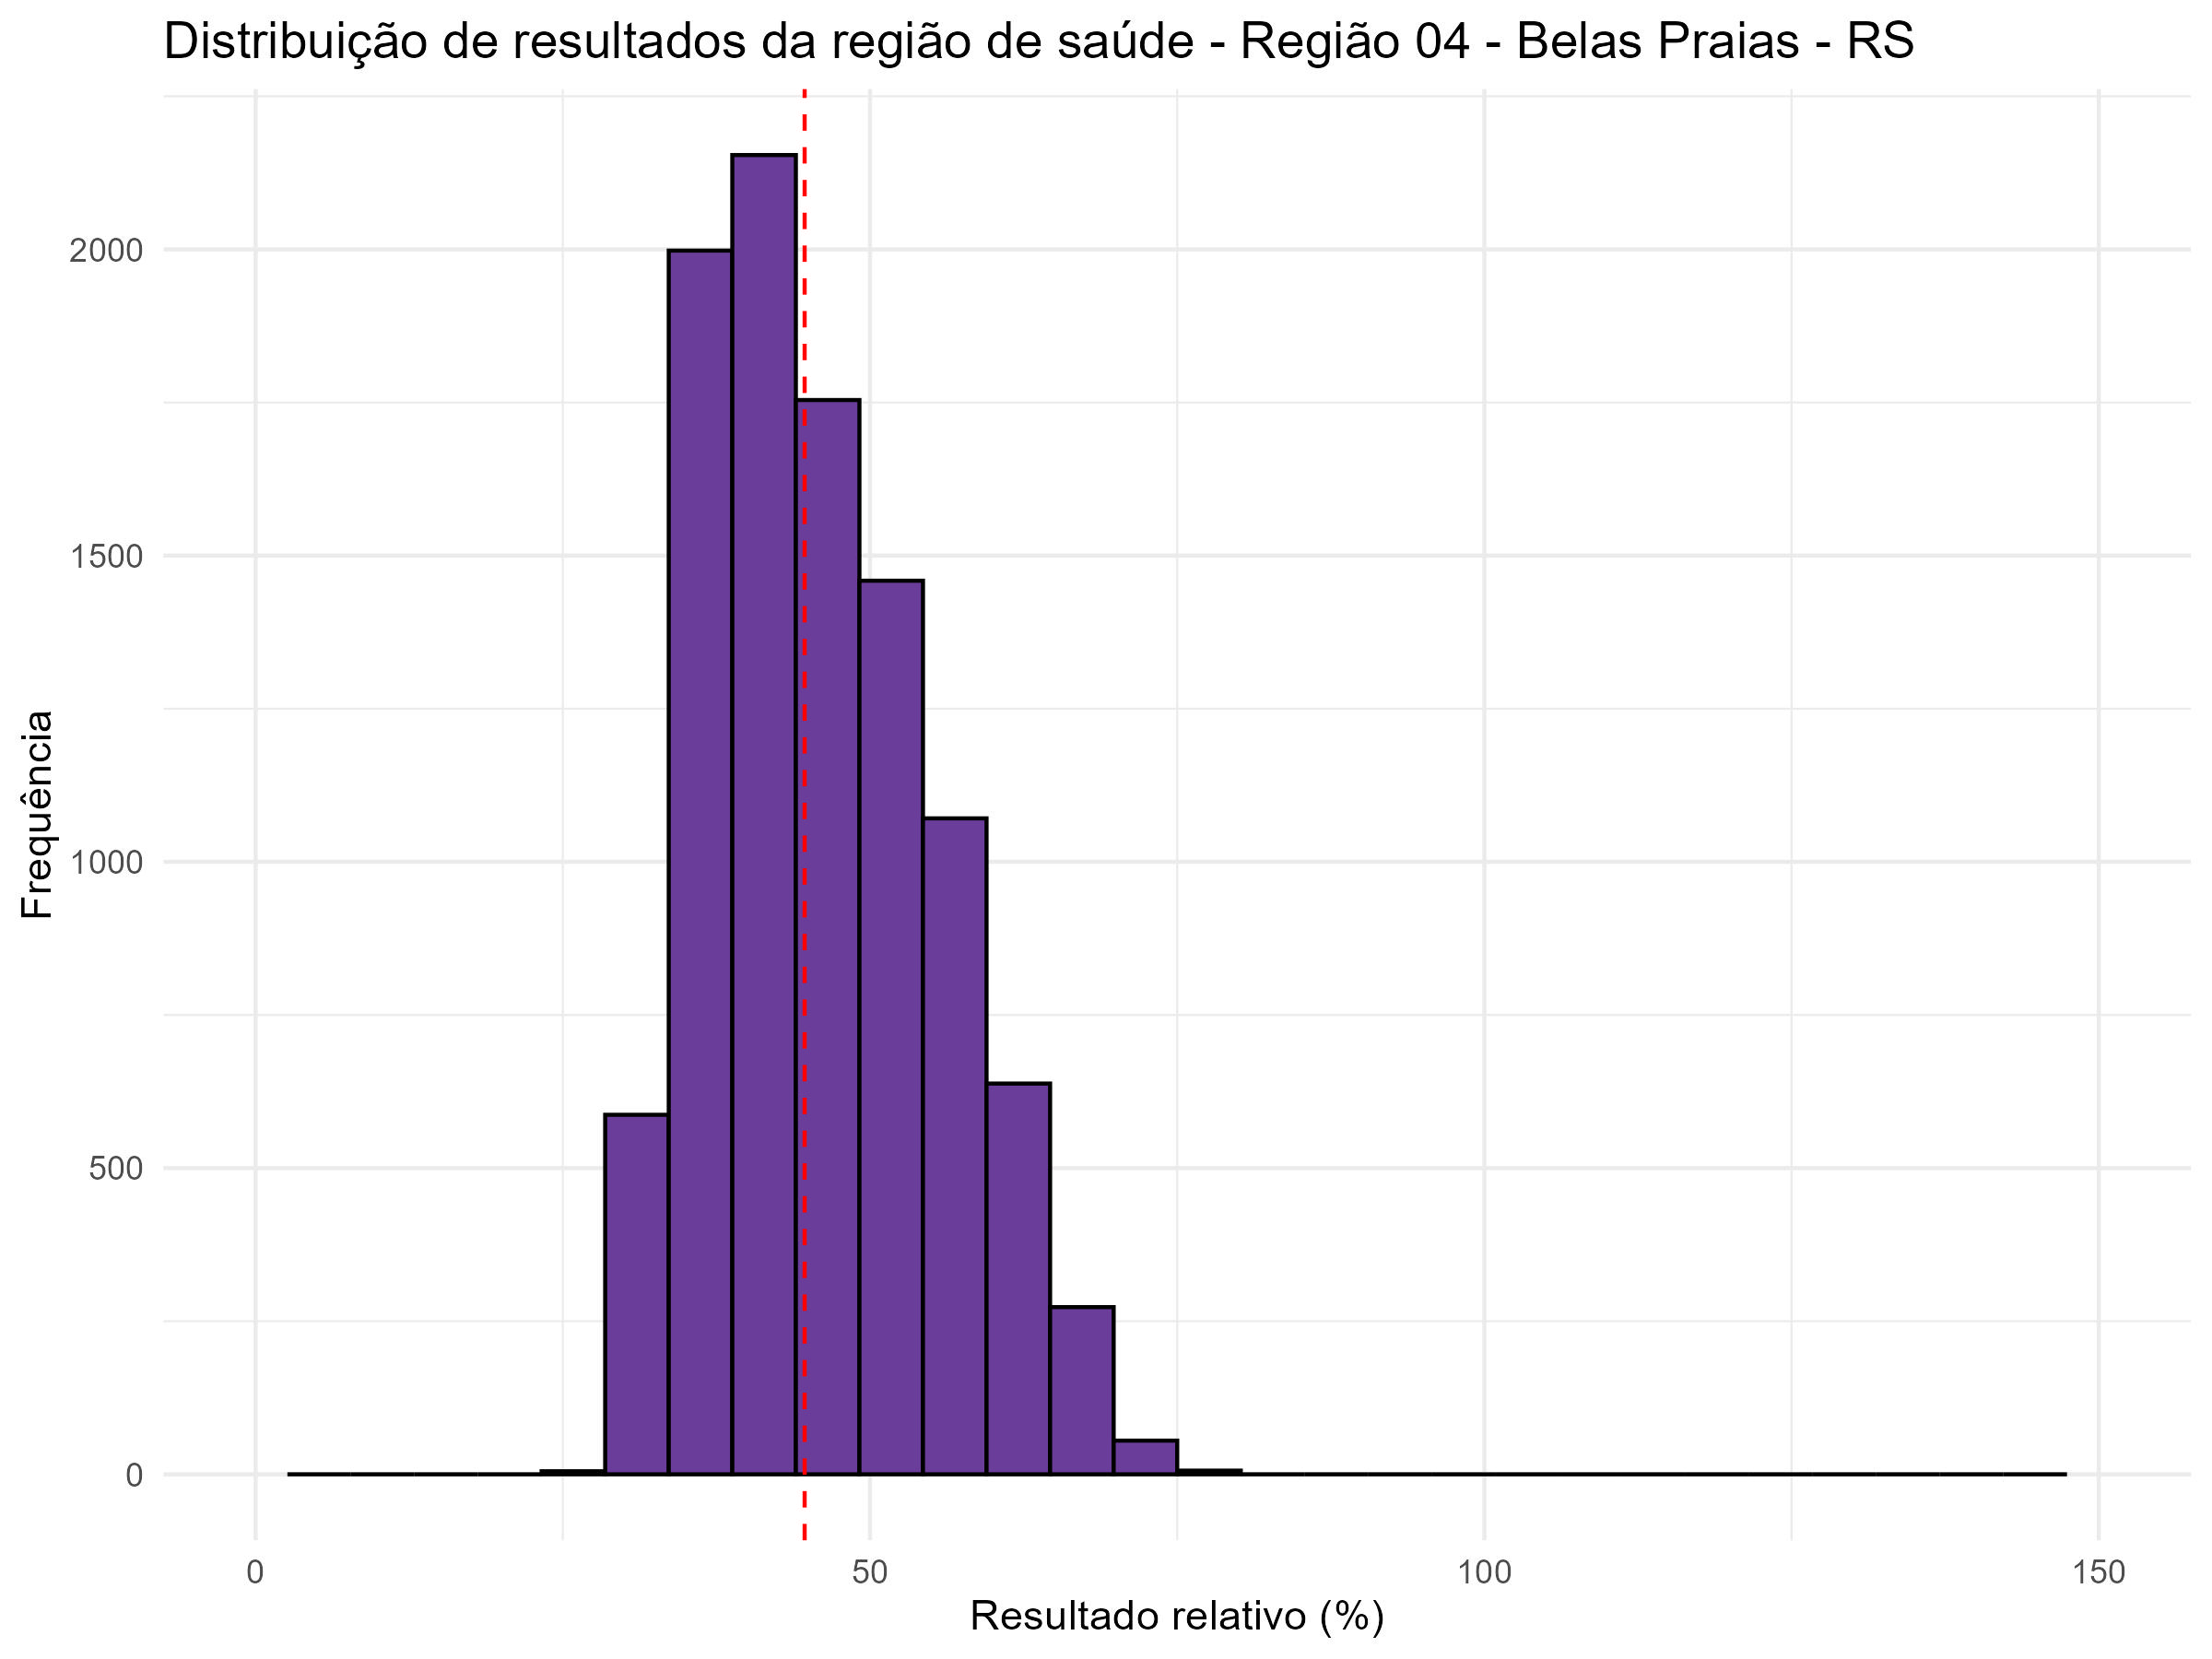 Distribuição de resultados da região de saúde - Região 04 - Belas Praias - RS
Frequência
2000
1500
1000
500
0
0 50 100 150
Resultado relativo (%)